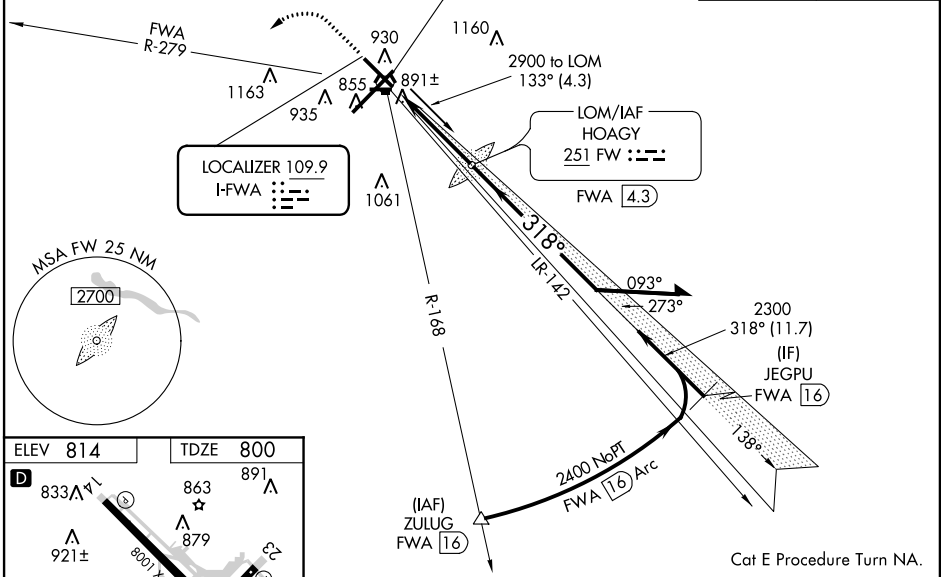 FWA
R-279
930
1160
1163
935
855
891±
2900 to LOM
133° (4.3)
LOM/IAF
HOAGY
251 FW
FWA 4.3
LOCALIZER 109.9
I-FWA
1061
318°
LR-142
R-168
093°
273°
2300
318° (11.7)
(IF)
JEGPU
FWA 16
138°
MSA FW 25 NM
2700
2400 NoPT
FWA 16 Arc
(IAF)
ZULUG
FWA 16
ELEV 814
TDZE 800
D
833
14
863
891
921±
879
23
8001 X
Cat E Procedure Turn NA.